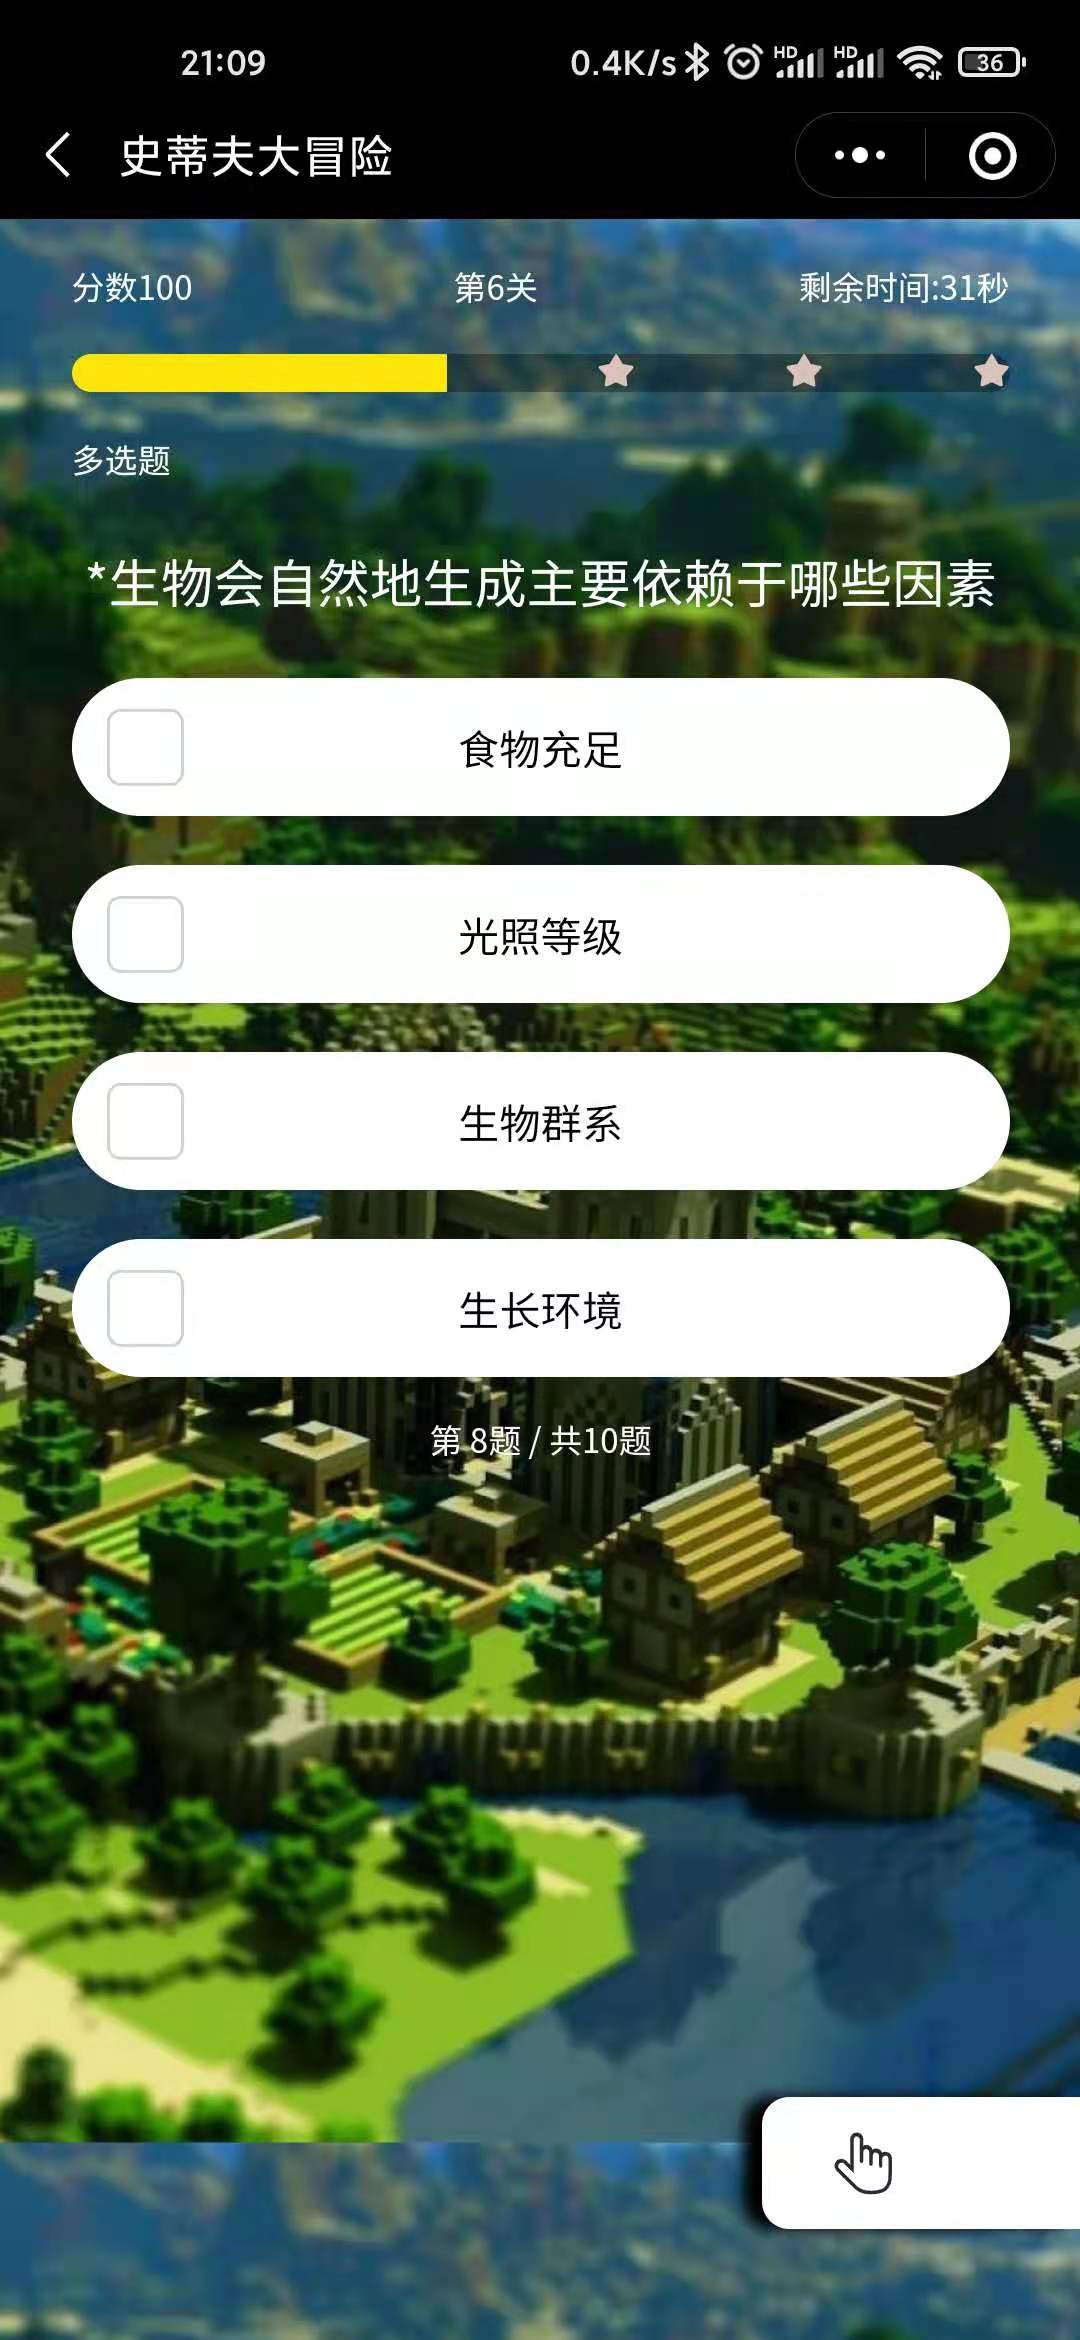 21:09
0.4K/s
HD
HD
36
史蒂夫大冒险
分数100
第6关
剩余时间:31秒
多选题
*生物会自然地生成主要依赖于哪些因素
食物充足
光照等级
生物群系
生长环境
第 8题 / 共10题